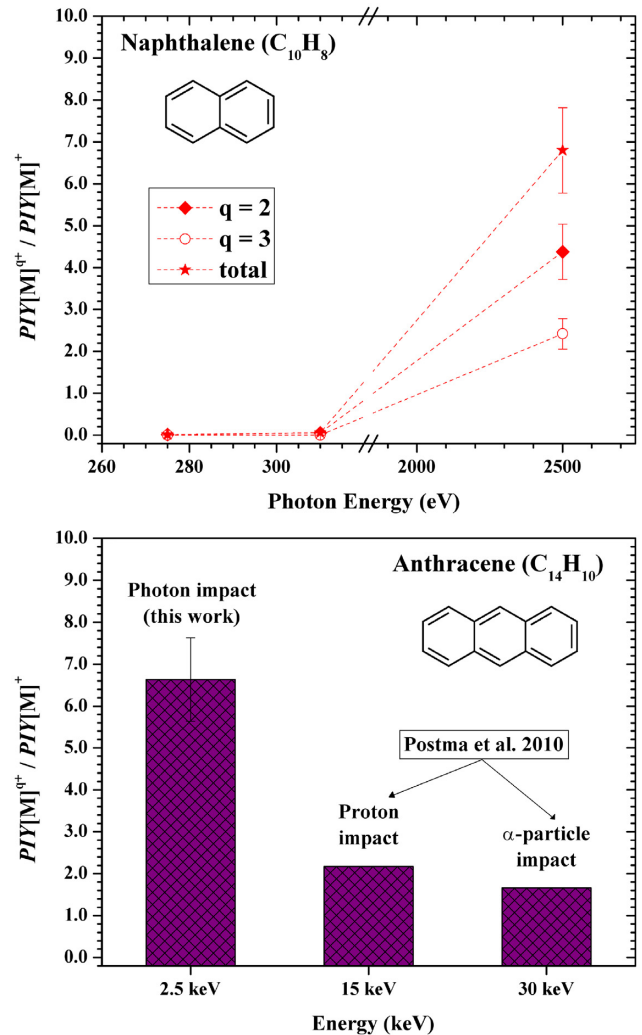 Naphthalene (C₁₀H₈)
10.0
9.0
8.0
7.0
6.0
5.0
4.0
3.0
2.0
1.0
0.0
PIY[M]^q+ / PIY[M]^+
q = 2
q = 3
total
260 280 300 2000 2500
Photon Energy (eV)
Anthracene (C₁₄H₁₀)
10.0
9.0
8.0
7.0
6.0
5.0
4.0
3.0
2.0
1.0
0.0
PIY[M]^q+ / PIY[M]^+
Photon impact
(this work)
Postma et al. 2010
Proton
impact
α-particle
impact
2.5 keV 15 keV 30 keV
Energy (keV)